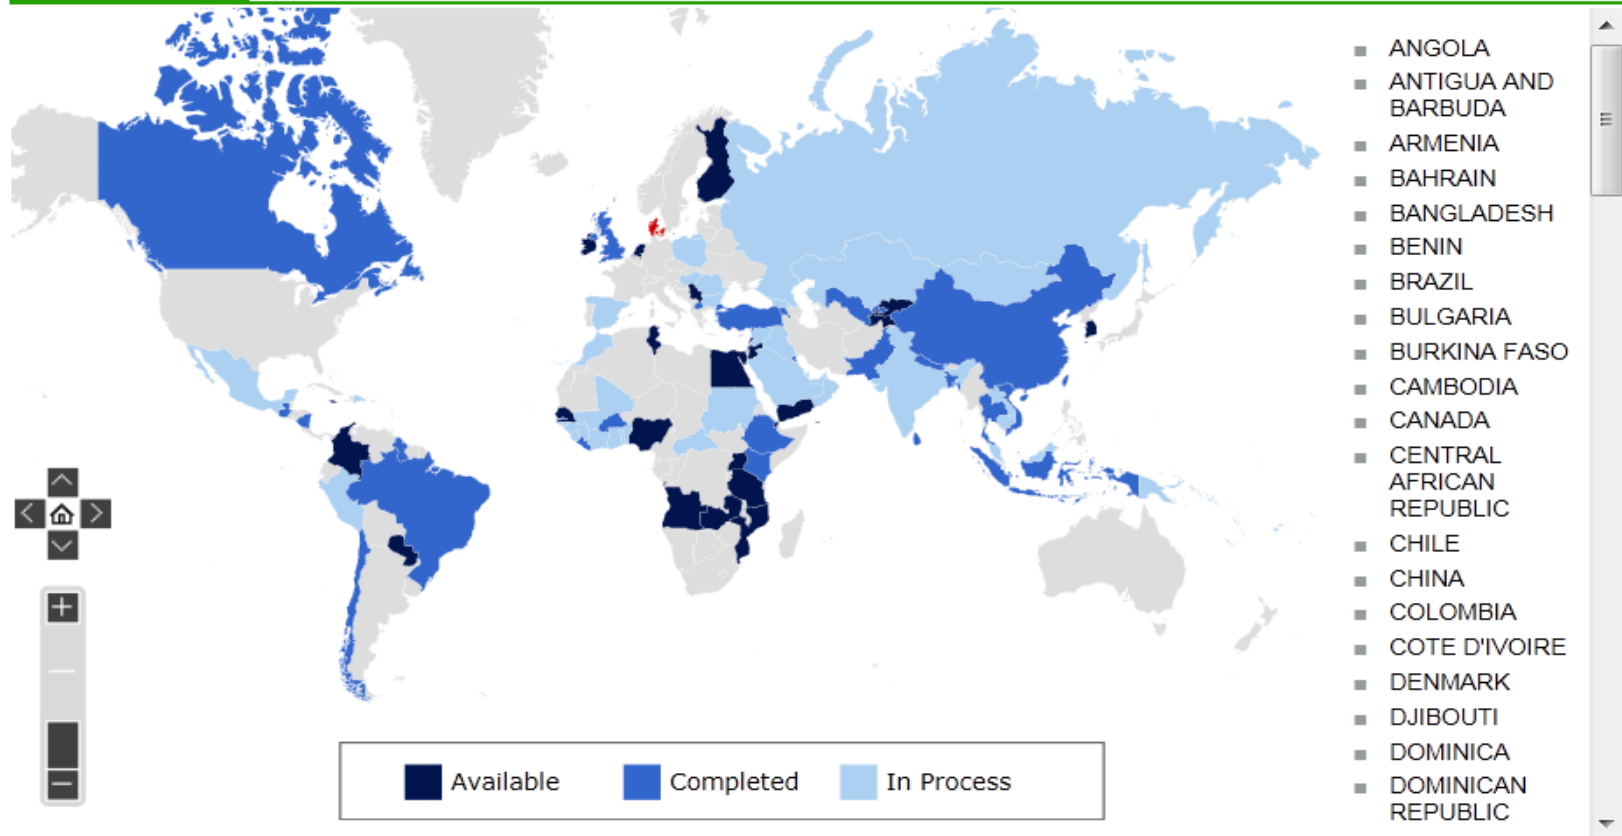 ANGOLA
ANTIGUA AND
BARBUDA
ARMENIA
BAHRAIN
BANGLADESH
BENIN
BRAZIL
BULGARIA
BURKINA FASO
CAMBODIA
CANADA
CENTRAL
AFRICAN
REPUBLIC
CHILE
CHINA
COLOMBIA
COTE D'IVOIRE
DENMARK
DJIBOUTI
DOMINICA
DOMINICAN
REPUBLIC
Available
Completed
In Process